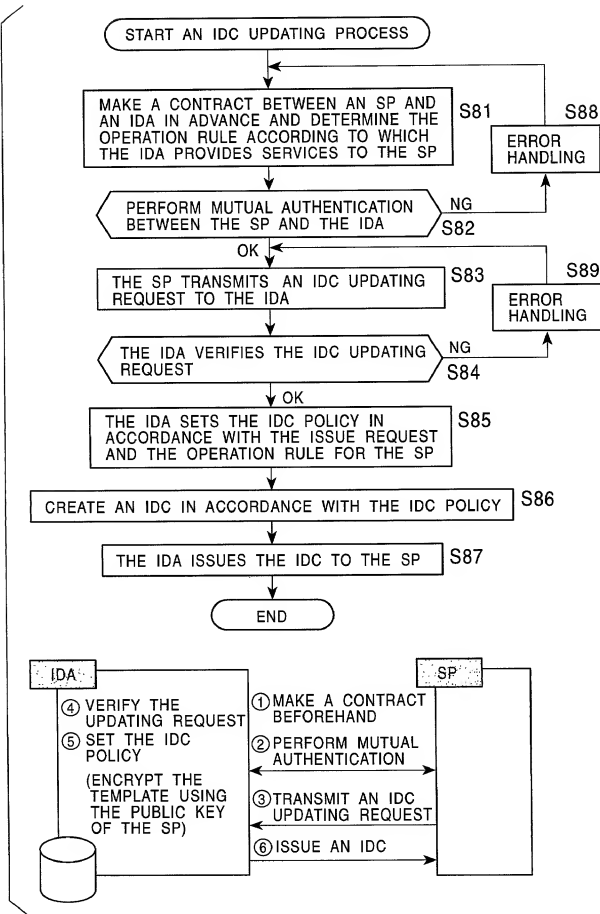 START AN IDC UPDATING PROCESS
MAKE A CONTRACT BETWEEN AN SP AND
AN IDA IN ADVANCE AND DETERMINE THE
OPERATION RULE ACCORDING TO WHICH
THE IDA PROVIDES SERVICES TO THE SP
S81
S88
ERROR
HANDLING
PERFORM MUTUAL AUTHENTICATION
BETWEEN THE SP AND THE IDA
NG
S82
OK
THE SP TRANSMITS AN IDC UPDATING
REQUEST TO THE IDA
S83
S89
ERROR
HANDLING
THE IDA VERIFIES THE IDC UPDATING
REQUEST
NG
S84
OK
THE IDA SETS THE IDC POLICY IN
ACCORDANCE WITH THE ISSUE REQUEST
AND THE OPERATION RULE FOR THE SP
S85
CREATE AN IDC IN ACCORDANCE WITH THE IDC POLICY
S86
THE IDA ISSUES THE IDC TO THE SP
S87
END
IDA
SP
④ VERIFY THE
UPDATING REQUEST
⑤ SET THE IDC
POLICY
(ENCRYPT THE
TEMPLATE USING
THE PUBLIC KEY
OF THE SP)
① MAKE A CONTRACT
BEFOREHAND
② PERFORM MUTUAL
AUTHENTICATION
③ TRANSMIT AN IDC
UPDATING REQUEST
⑥ ISSUE AN IDC